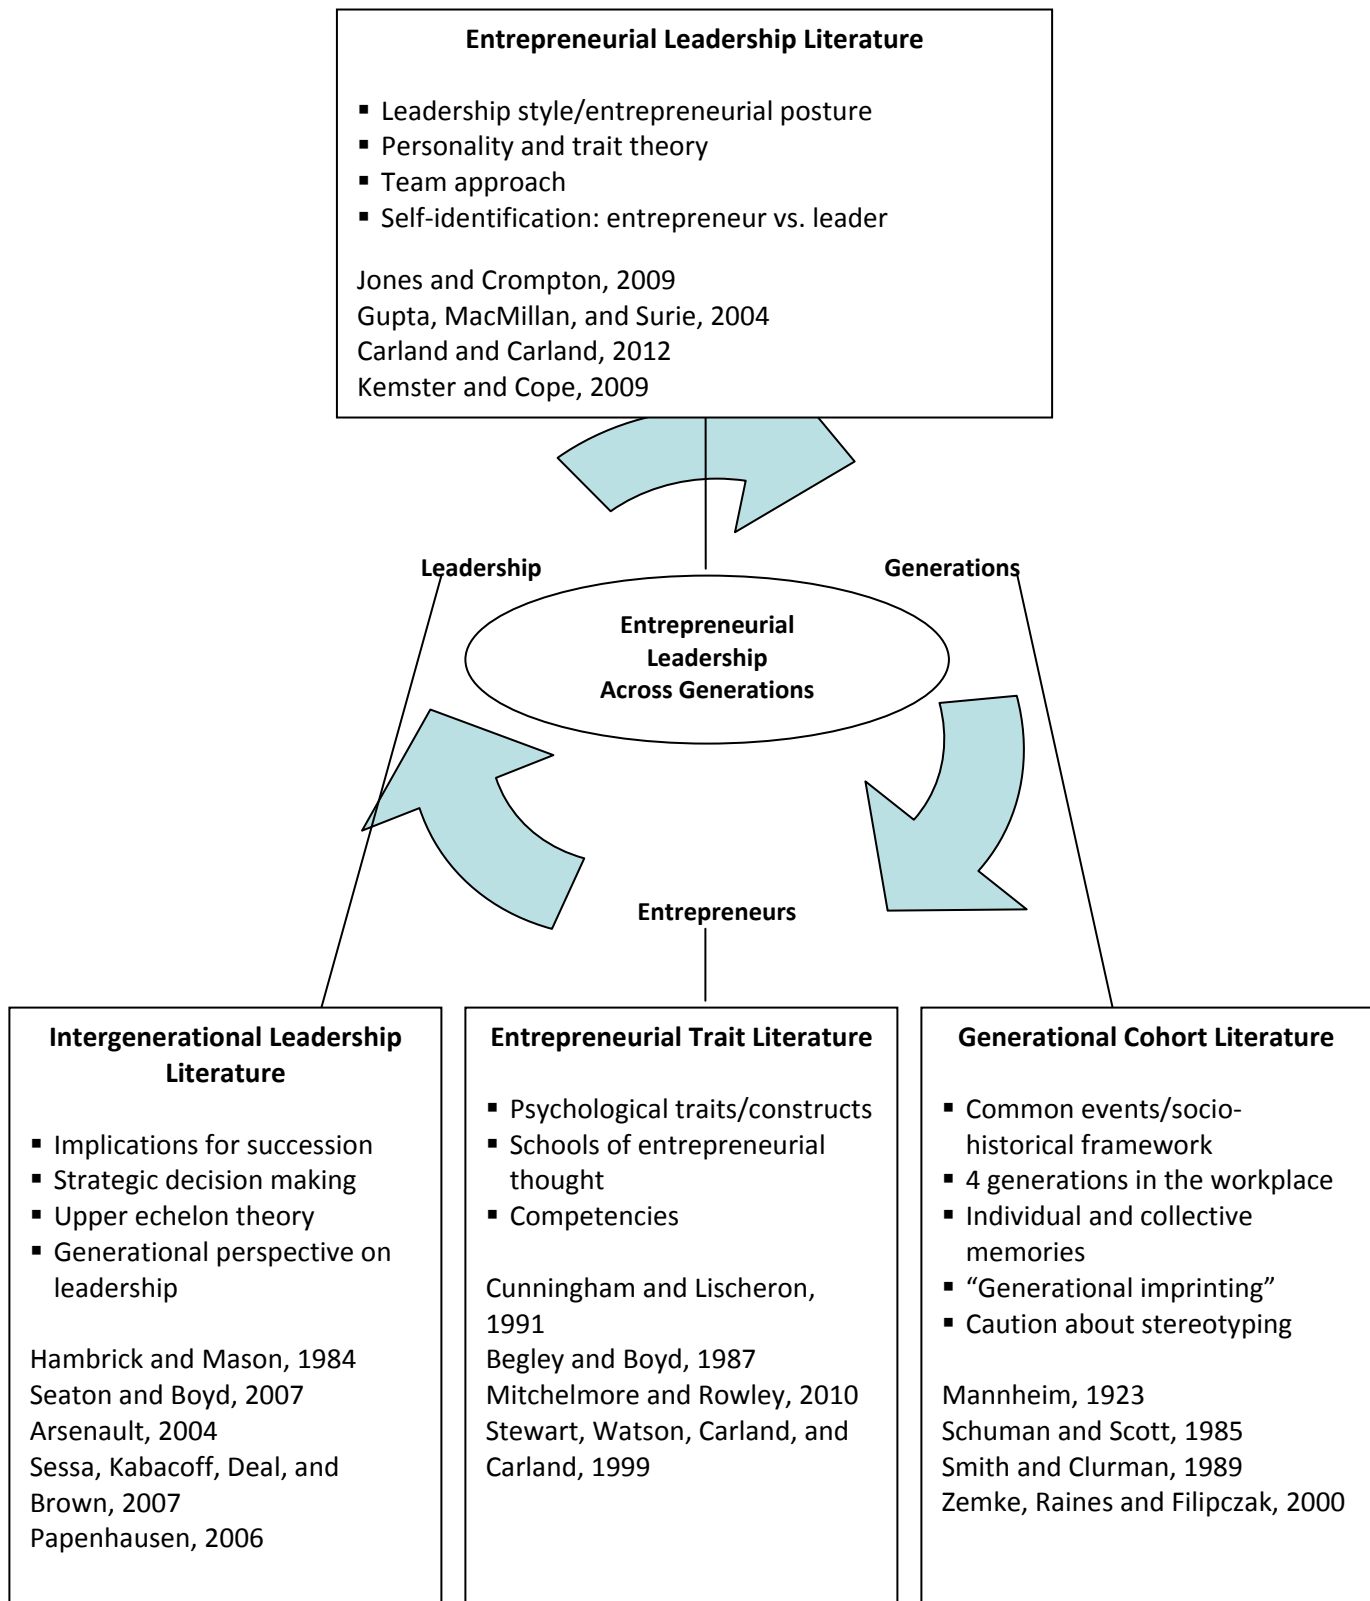 Entrepreneurial Leadership Literature
▪ Leadership style/entrepreneurial posture
▪ Personality and trait theory
▪ Team approach
▪ Self-identification: entrepreneur vs. leader
Jones and Crompton, 2009
Gupta, MacMillan, and Surie, 2004
Carland and Carland, 2012
Kemster and Cope, 2009
Leadership
Generations
Entrepreneurial
Leadership
Across Generations
Entrepreneurs
Intergenerational Leadership
Literature
▪ Implications for succession
▪ Strategic decision making
▪ Upper echelon theory
▪ Generational perspective on
leadership
Hambrick and Mason, 1984
Seaton and Boyd, 2007
Arsenault, 2004
Sessa, Kabacoff, Deal, and
Brown, 2007
Papenhausen, 2006
Entrepreneurial Trait Literature
▪ Psychological traits/constructs
▪ Schools of entrepreneurial
thought
▪ Competencies
Cunningham and Lischeron,
1991
Begley and Boyd, 1987
Mitchelmore and Rowley, 2010
Stewart, Watson, Carland, and
Carland, 1999
Generational Cohort Literature
▪ Common events/socio-
historical framework
▪ 4 generations in the workplace
▪ Individual and collective
memories
▪ “Generational imprinting”
▪ Caution about stereotyping
Mannheim, 1923
Schuman and Scott, 1985
Smith and Clurman, 1989
Zemke, Raines and Filipczak, 2000